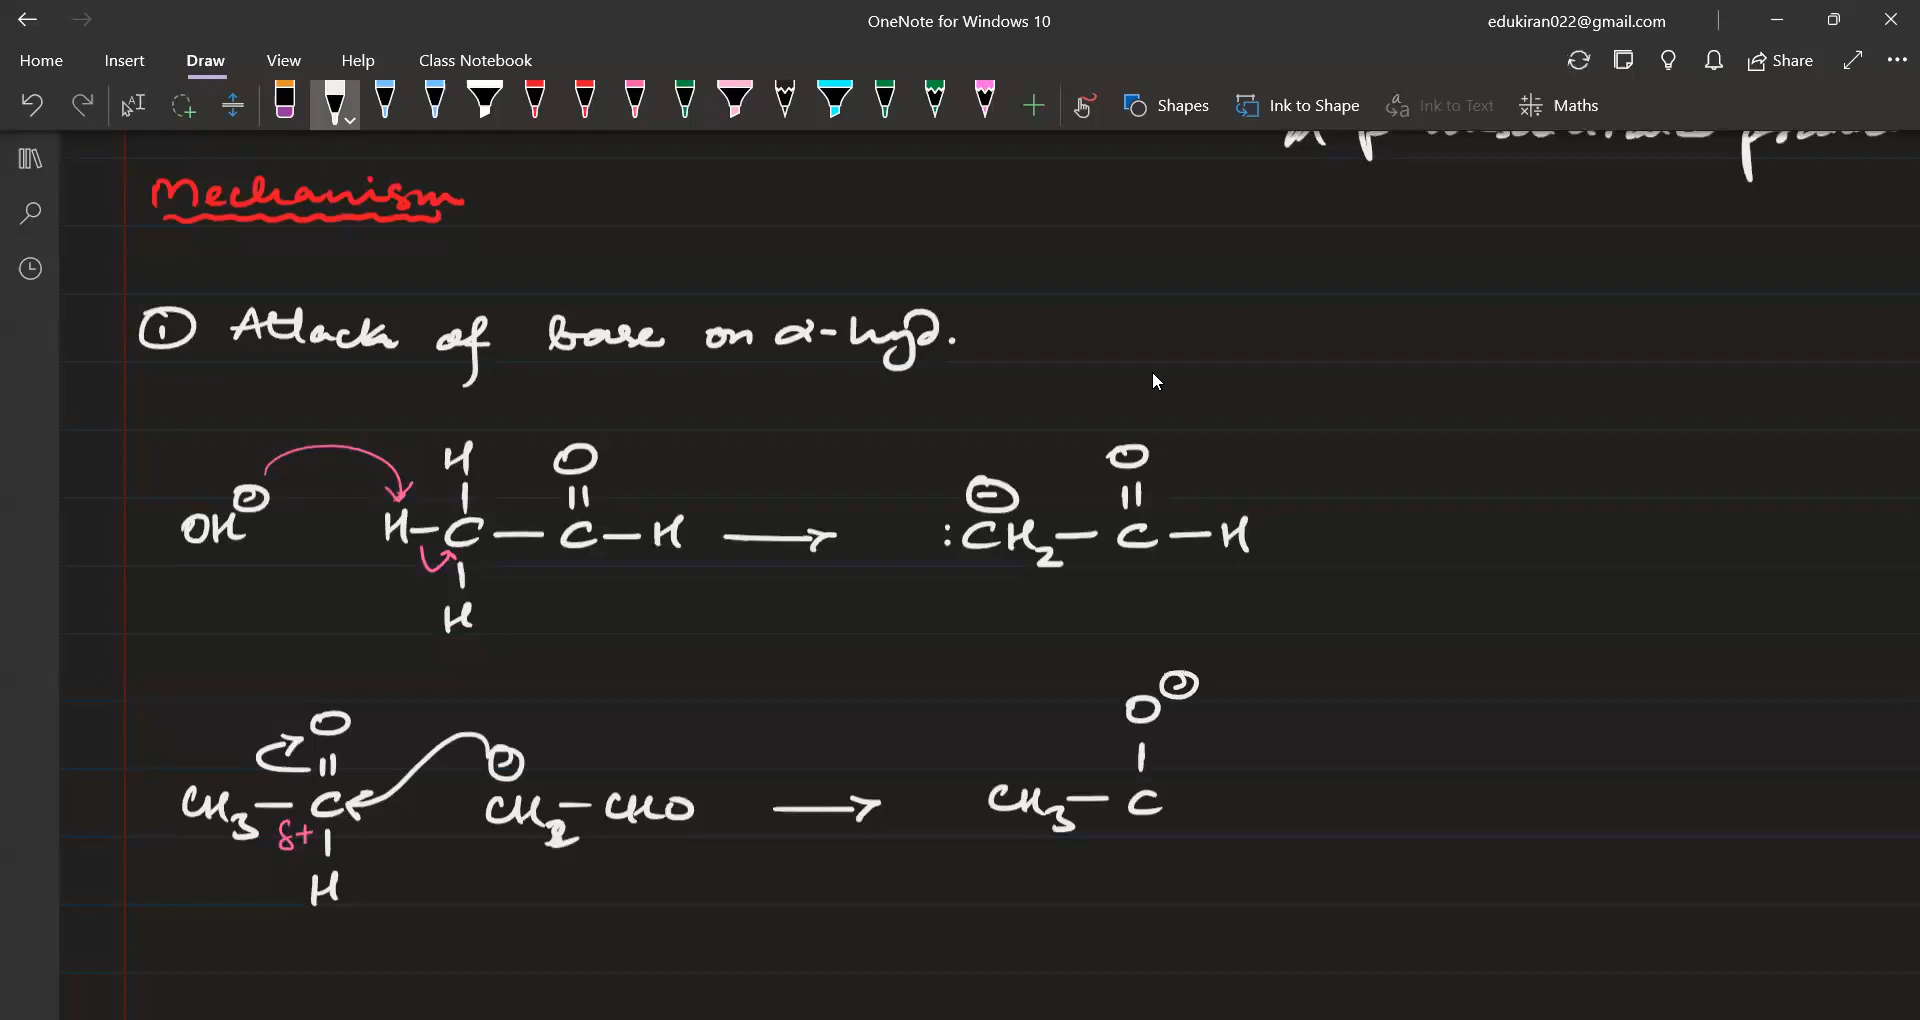 OneNote for Windows 10
edukiran022@gmail.com
Home Insert Draw View Help Class Notebook Share
Shapes Ink to Shape Ink to Text Maths
Mechanism
① Attack of base on α-hyd.
H O O
|  ||  ⊖  ||
OH⊖ H-C-C-H ⟶ :CH₂-C-H
|
H
O O⊖
||  ⊖  |
CH₃-C CH₂-CHO ⟶ CH₃-C
δ+ |
H